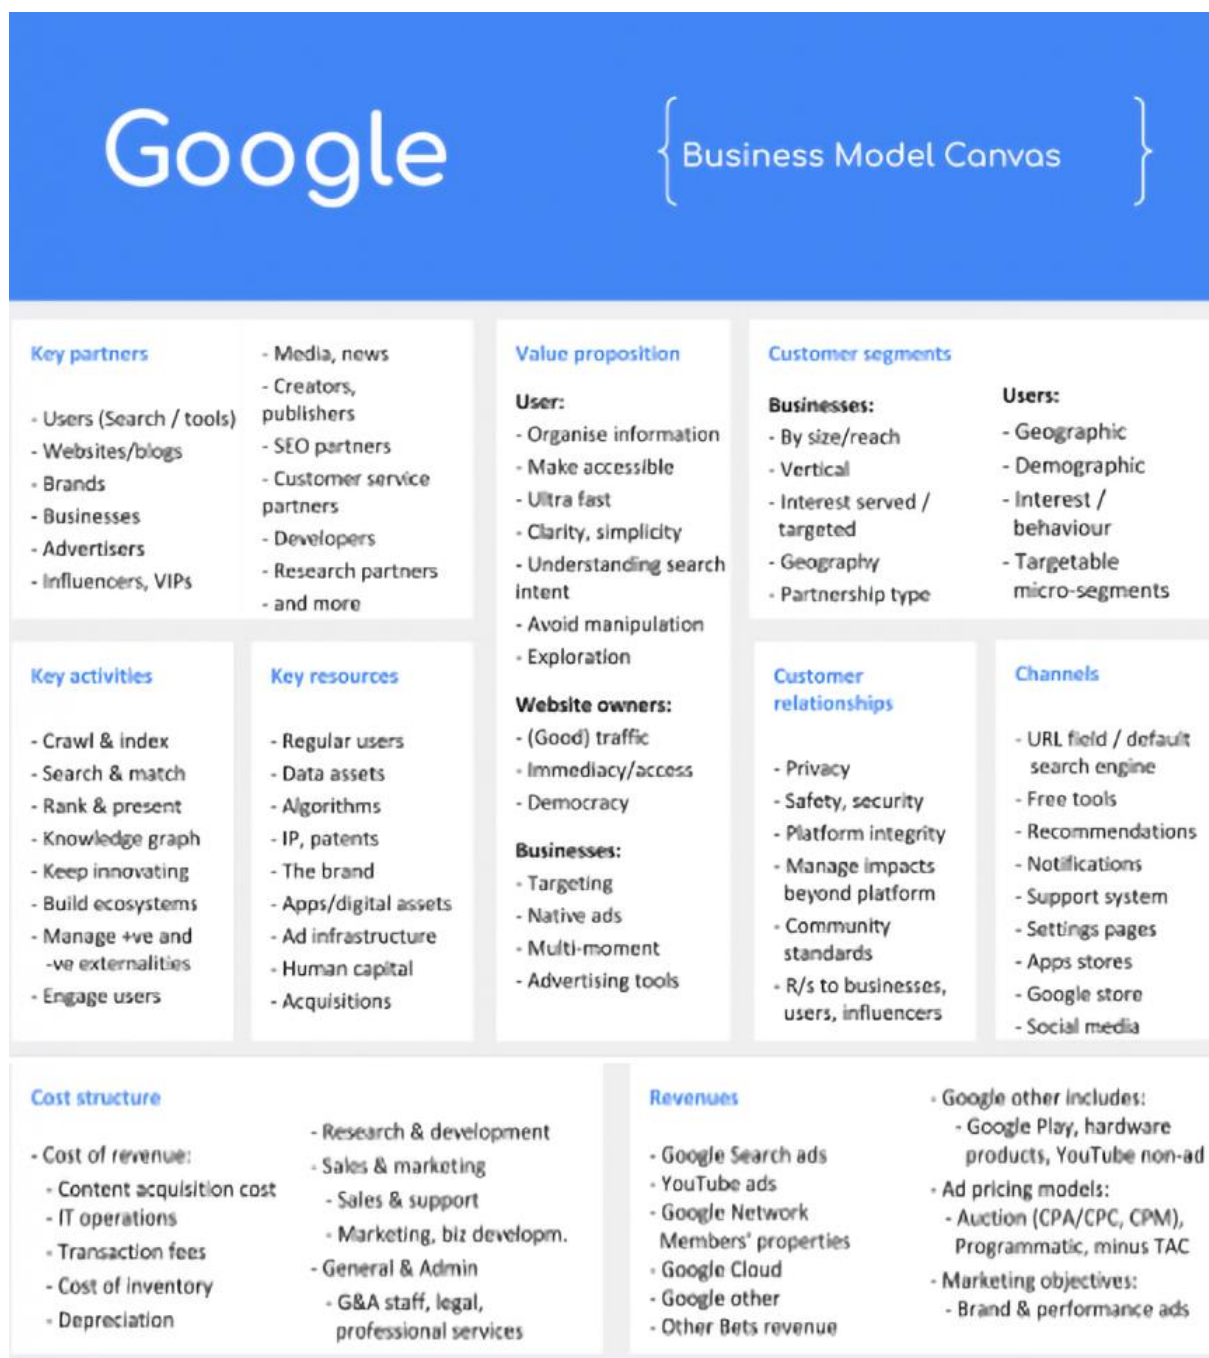 Google
Business Model Canvas
Key partners
- Users (Search / tools)
- Websites/blogs
- Brands
- Businesses
- Advertisers
- Influencers, VIPs
- Media, news
- Creators,
publishers
- SEO partners
- Customer service
partners
- Developers
- Research partners
- and more
Key activities
- Crawl & index
- Search & match
- Rank & present
- Knowledge graph
- Keep innovating
- Build ecosystems
- Manage +ve and
-ve externalities
- Engage users
Key resources
- Regular users
- Data assets
- Algorithms
- IP, patents
- The brand
- Apps/digital assets
- Ad infrastructure
- Human capital
- Acquisitions
Value proposition
User:
- Organise information
- Make accessible
- Ultra fast
- Clarity, simplicity
- Understanding search
intent
- Avoid manipulation
- Exploration
Website owners:
- (Good) traffic
- Immediacy/access
- Democracy
Businesses:
- Targeting
- Native ads
- Multi-moment
- Advertising tools
Customer segments
Businesses:
- By size/reach
- Vertical
- Interest served /
targeted
- Geography
- Partnership type
Users:
- Geographic
- Demographic
- Interest /
behaviour
- Targetable
micro-segments
Customer
relationships
- Privacy
- Safety, security
- Platform integrity
- Manage impacts
beyond platform
- Community
standards
- R/s to businesses,
users, influencers
Channels
- URL field / default
search engine
- Free tools
- Recommendations
- Notifications
- Support system
- Settings pages
- Apps stores
- Google store
- Social media
Cost structure
- Cost of revenue:
- Content acquisition cost
- IT operations
- Transaction fees
- Cost of inventory
- Depreciation
- Research & development
- Sales & marketing
- Sales & support
- Marketing, biz developm.
- General & Admin
- G&A staff, legal,
professional services
Revenues
- Google Search ads
- YouTube ads
- Google Network
Members' properties
- Google Cloud
- Google other
- Other Bets revenue
- Google other includes:
- Google Play, hardware
products, YouTube non-ad
- Ad pricing models:
- Auction (CPA/CPC, CPM),
Programmatic, minus TAC
- Marketing objectives:
- Brand & performance ads